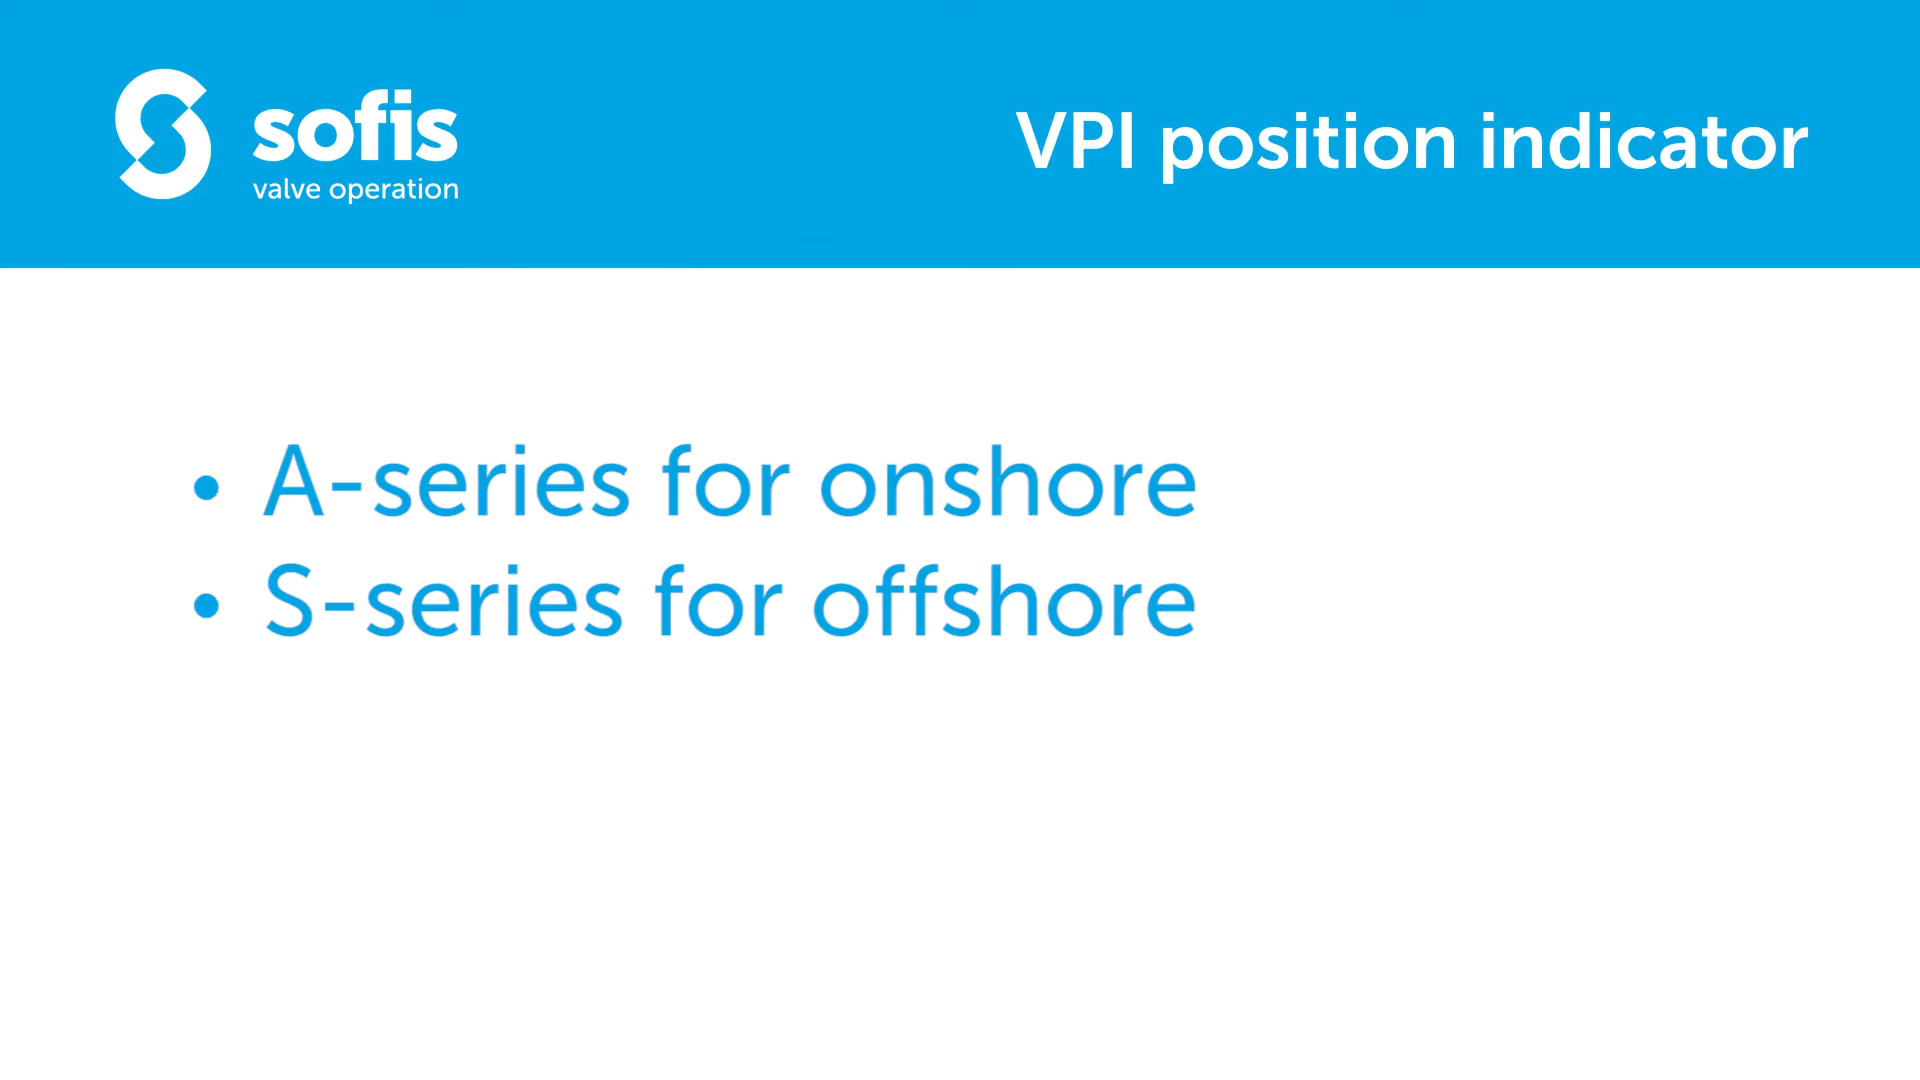 sofis
valve operation
VPI position indicator
• A-series for onshore
• S-series for offshore